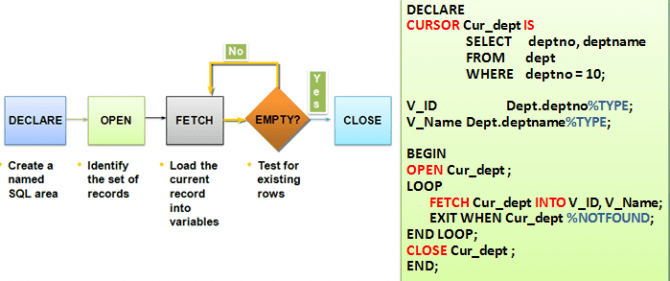 No
Yes
DECLARE
OPEN
FETCH
EMPTY?
CLOSE
Create a
named
SQL area
Identify
the set of
records
Load the
current
record
into
variables
Test for
existing
rows
DECLARE
CURSOR Cur_dept IS
SELECT deptno, deptname
FROM dept
WHERE deptno = 10;
V_ID Dept.deptno%TYPE;
V_Name Dept.deptname%TYPE;
BEGIN
OPEN Cur_dept ;
LOOP
FETCH Cur_dept INTO V_ID, V_Name;
EXIT WHEN Cur_dept %NOTFOUND;
END LOOP;
CLOSE Cur_dept ;
END;